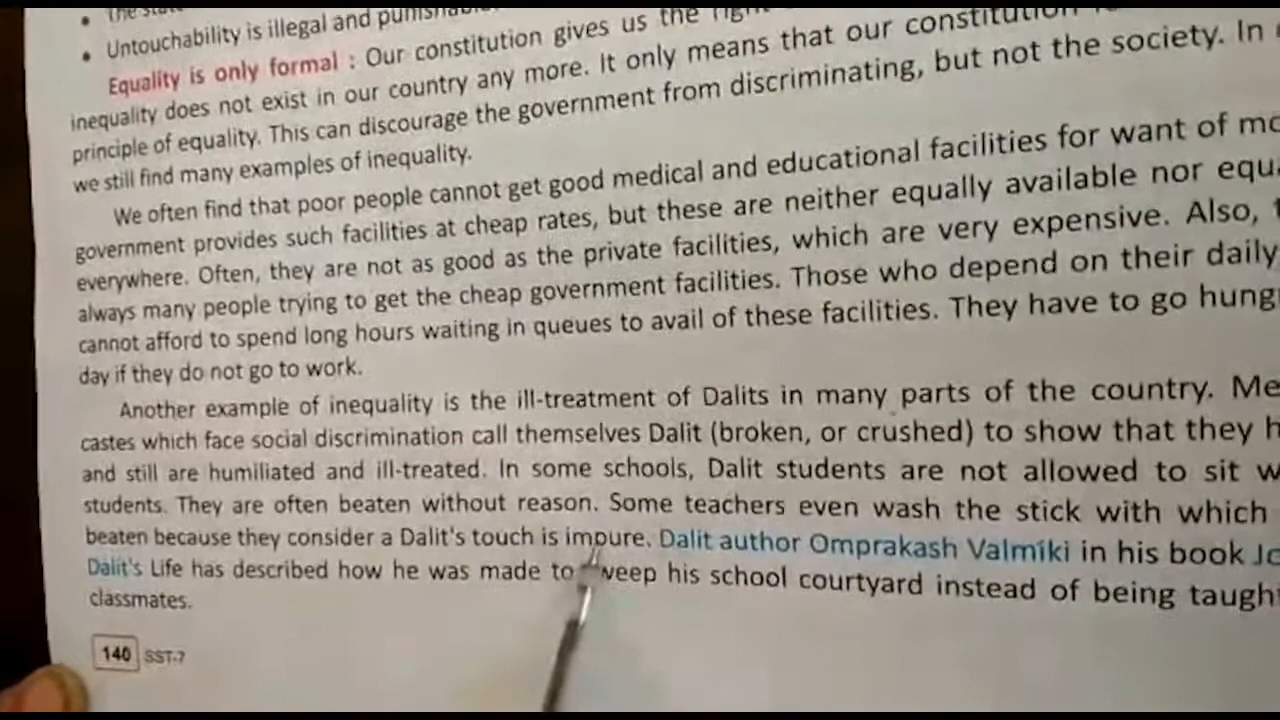 • The
• Untouchability is illegal and
Equality is only formal : Our constitution gives us the
inequality does not exist in our country any more. It only means that our constitution
principle of equality. This can discourage the government from discriminating, but not the society. In
we still find many examples of inequality.
We often find that poor people cannot get good medical and educational facilities for want of
government provides such facilities at cheap rates, but these are neither equally available nor
everywhere. Often, they are not as good as the private facilities, which are very expensive. Also,
always many people trying to get the cheap government facilities. Those who depend on their daily
cannot afford to spend long hours waiting in queues to avail of these facilities. They have to go
day if they do not go to work.
Another example of inequality is the ill-treatment of Dalits in many parts of the country.
castes which face social discrimination call themselves Dalit (broken, or crushed) to show that they
and still are humiliated and ill-treated. In some schools, Dalit students are not allowed to sit
students. They are often beaten without reason. Some teachers even wash the stick with which
beaten because they consider a Dalit's touch is impure. Dalit author Omprakash Valmiki in his book
Dalit's Life has described how he was made to sweep his school courtyard instead of being
classmates.
140 SST-7